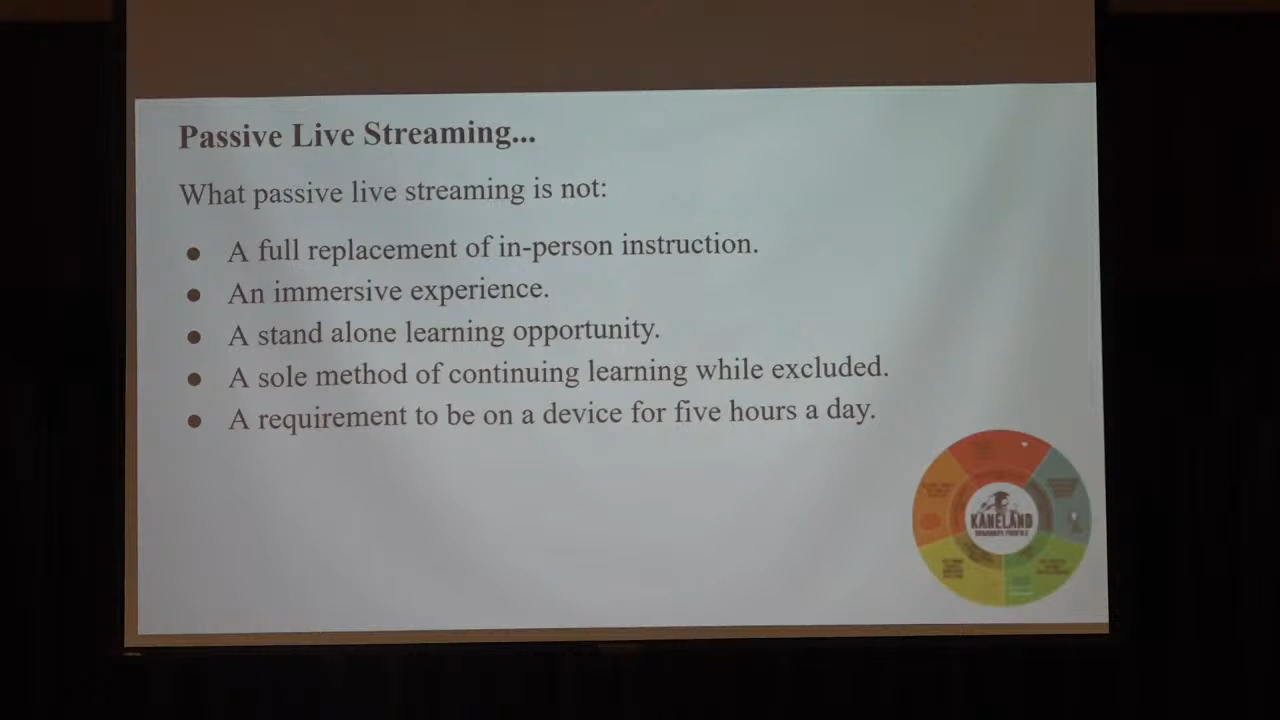 Passive Live Streaming...
What passive live streaming is not:
● A full replacement of in-person instruction.
● An immersive experience.
● A stand alone learning opportunity.
● A sole method of continuing learning while excluded.
● A requirement to be on a device for five hours a day.
KANELAND